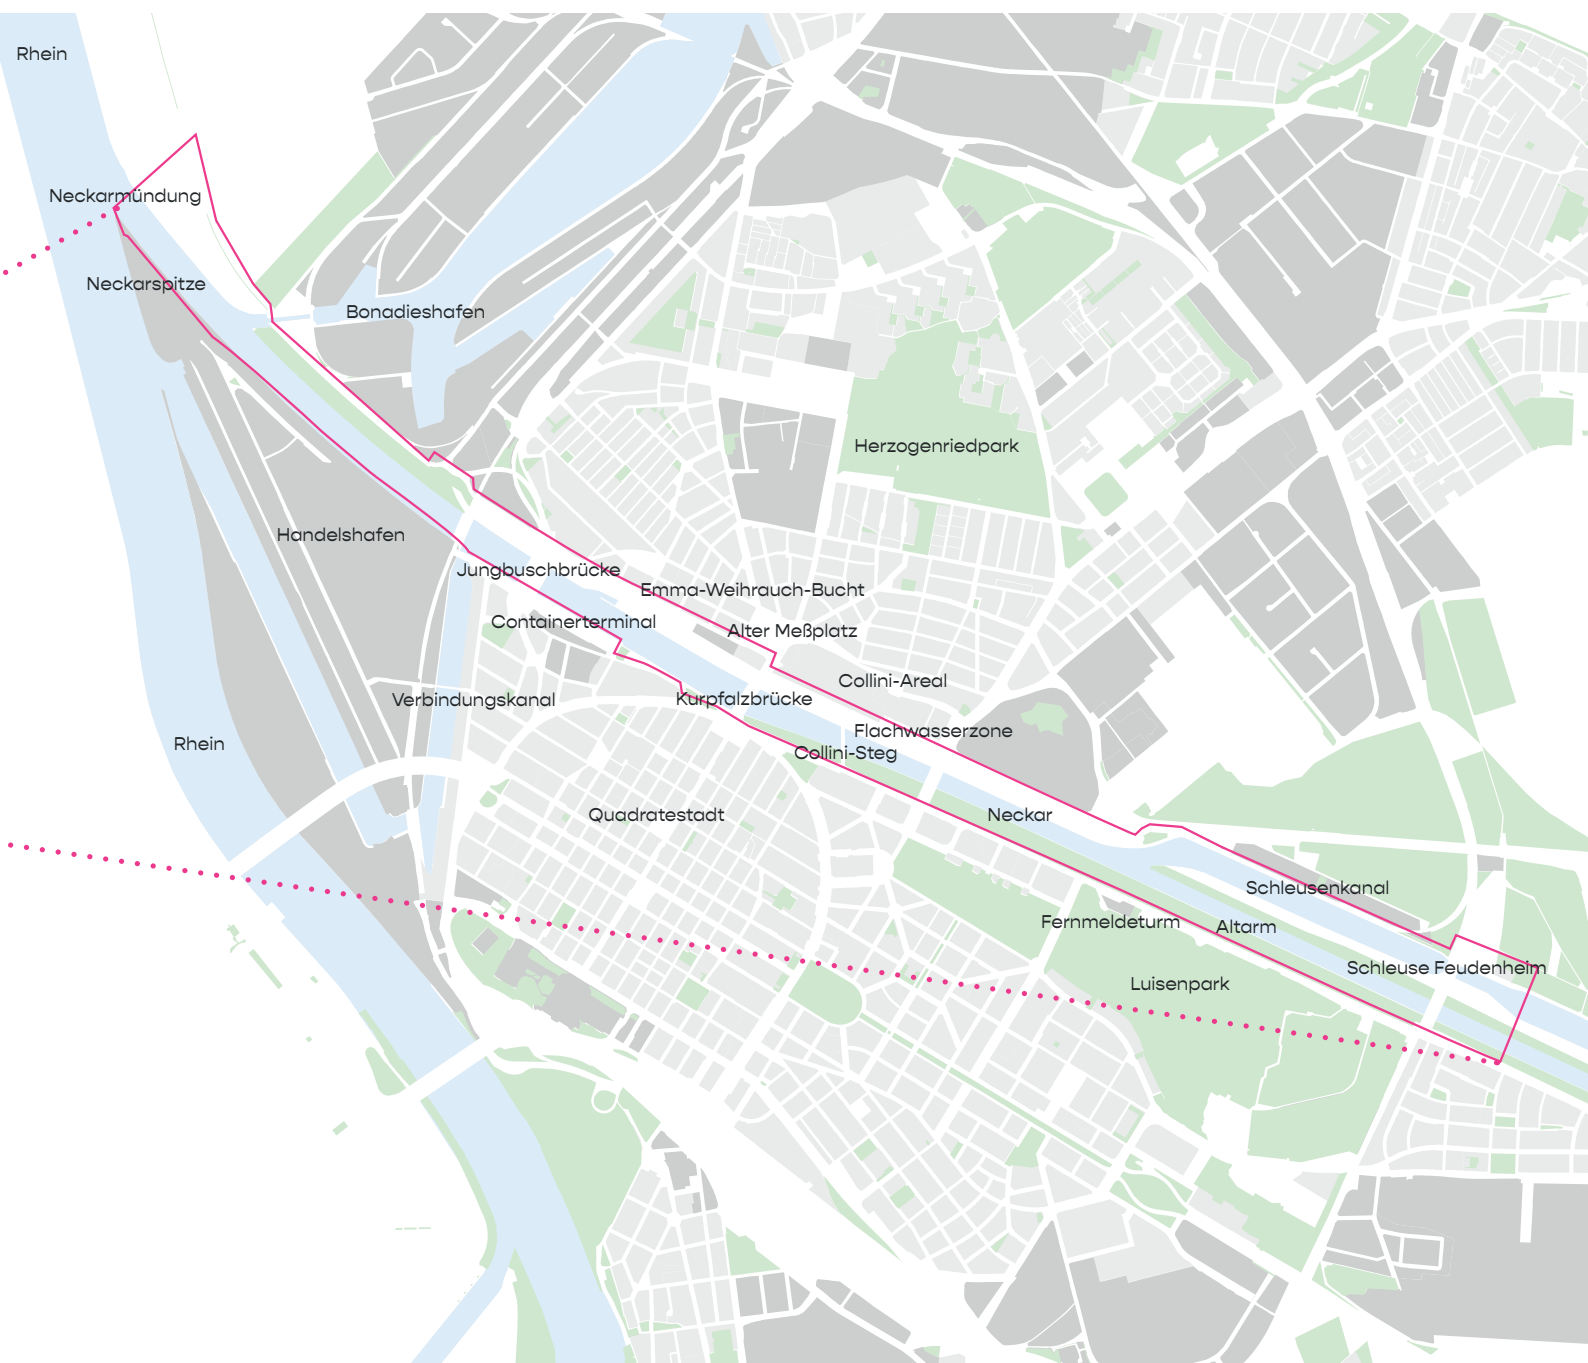 Rhein
Neckarmündung
Neckarspitze
Bonadieshafen
Herzogenriedpark
Handelshafen
Jungbuschbrücke
Emma-Weihrauch-Bucht
Containerterminal
Alter Meßplatz
Collini-Areal
Verbindungskanal
Kurpfalzbrücke
Flachwasserzone
Rhein
Collini-Steg
Quadratestadt
Neckar
Schleusenkanal
Fernmeldeturm
Altarm
Schleuse Feudenheim
Luisenpark